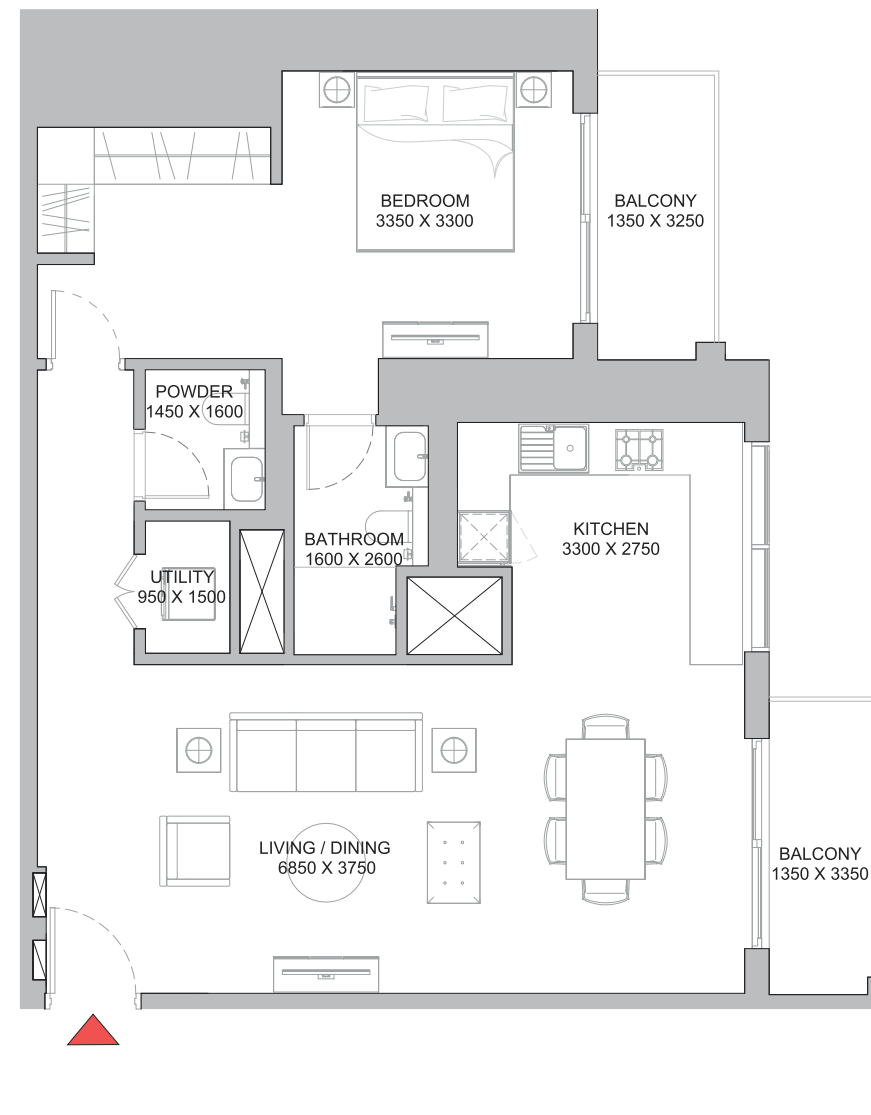 BEDROOM
3350 X 3300
BALCONY
1350 X 3250
POWDER
1450 X 1600
BATHROOM
1600 X 2600
KITCHEN
3300 X 2750
UTILITY
950 X 1500
LIVING / DINING
6850 X 3750
BALCONY
1350 X 3350